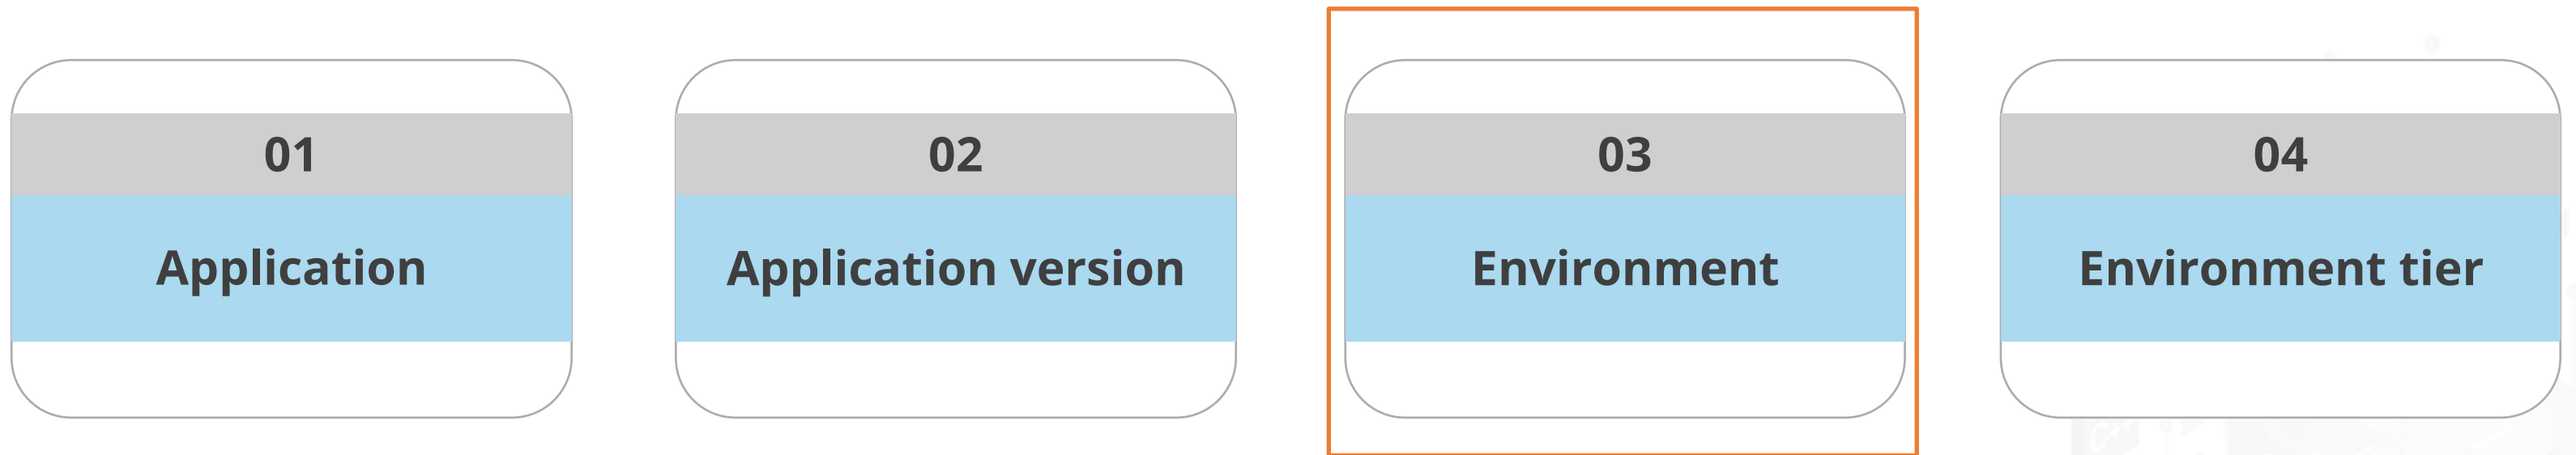 01
Application
02
Application version
03
Environment
04
Environment tier